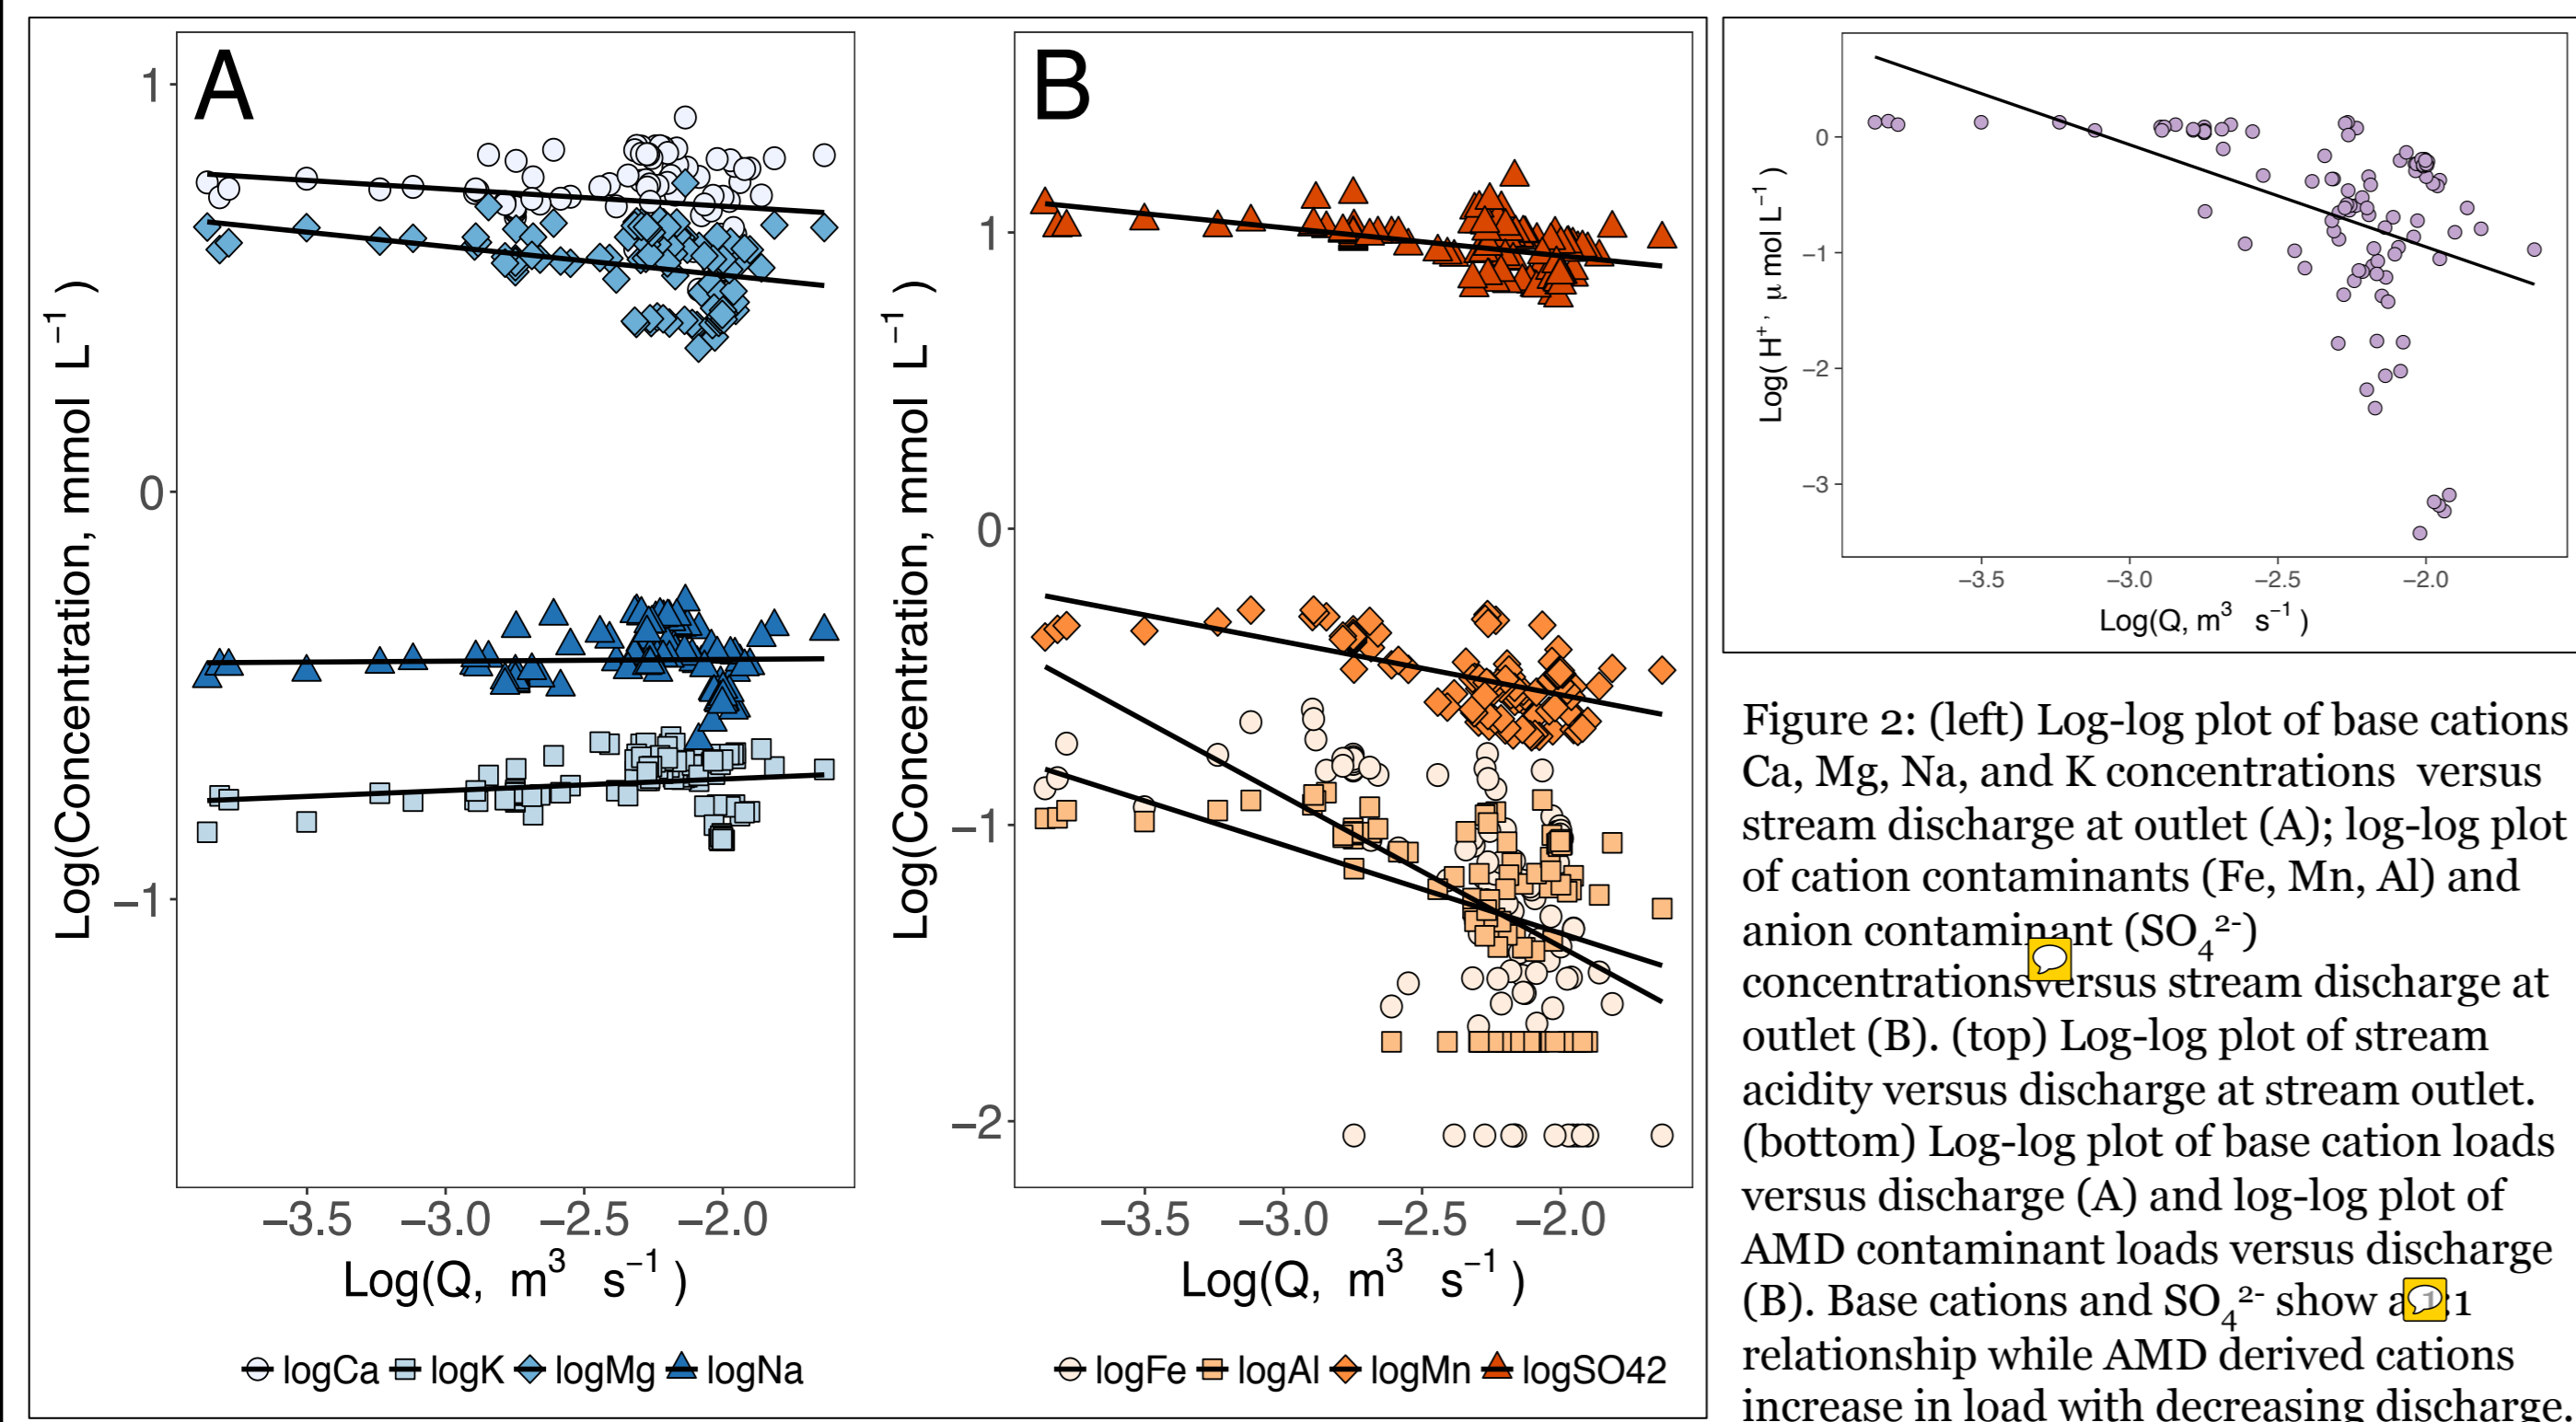 A
1
0
−1
Log(Concentration, mmol L⁻¹ )
−3.5 −3.0 −2.5 −2.0
Log(Q, m³ s⁻¹ )
logCa logK logMg logNa
B
1
0
−1
−2
Log(Concentration, mmol L⁻¹ )
−3.5 −3.0 −2.5 −2.0
Log(Q, m³ s⁻¹ )
logFe logAl logMn logSO42
0
−1
−2
−3
Log( H⁺, μ mol L⁻¹ )
−3.5 −3.0 −2.5 −2.0
Log(Q, m³ s⁻¹ )
Figure 2: (left) Log-log plot of base cations
Ca, Mg, Na, and K concentrations versus
stream discharge at outlet (A); log-log plot
of cation contaminants (Fe, Mn, Al) and
anion contaminant (SO₄²⁻)
concentrationsversus stream discharge at
outlet (B). (top) Log-log plot of stream
acidity versus discharge at stream outlet.
(bottom) Log-log plot of base cation loads
versus discharge (A) and log-log plot of
AMD contaminant loads versus discharge
(B). Base cations and SO₄²⁻ show a 1:1
relationship while AMD derived cations
increase in load with decreasing discharge.